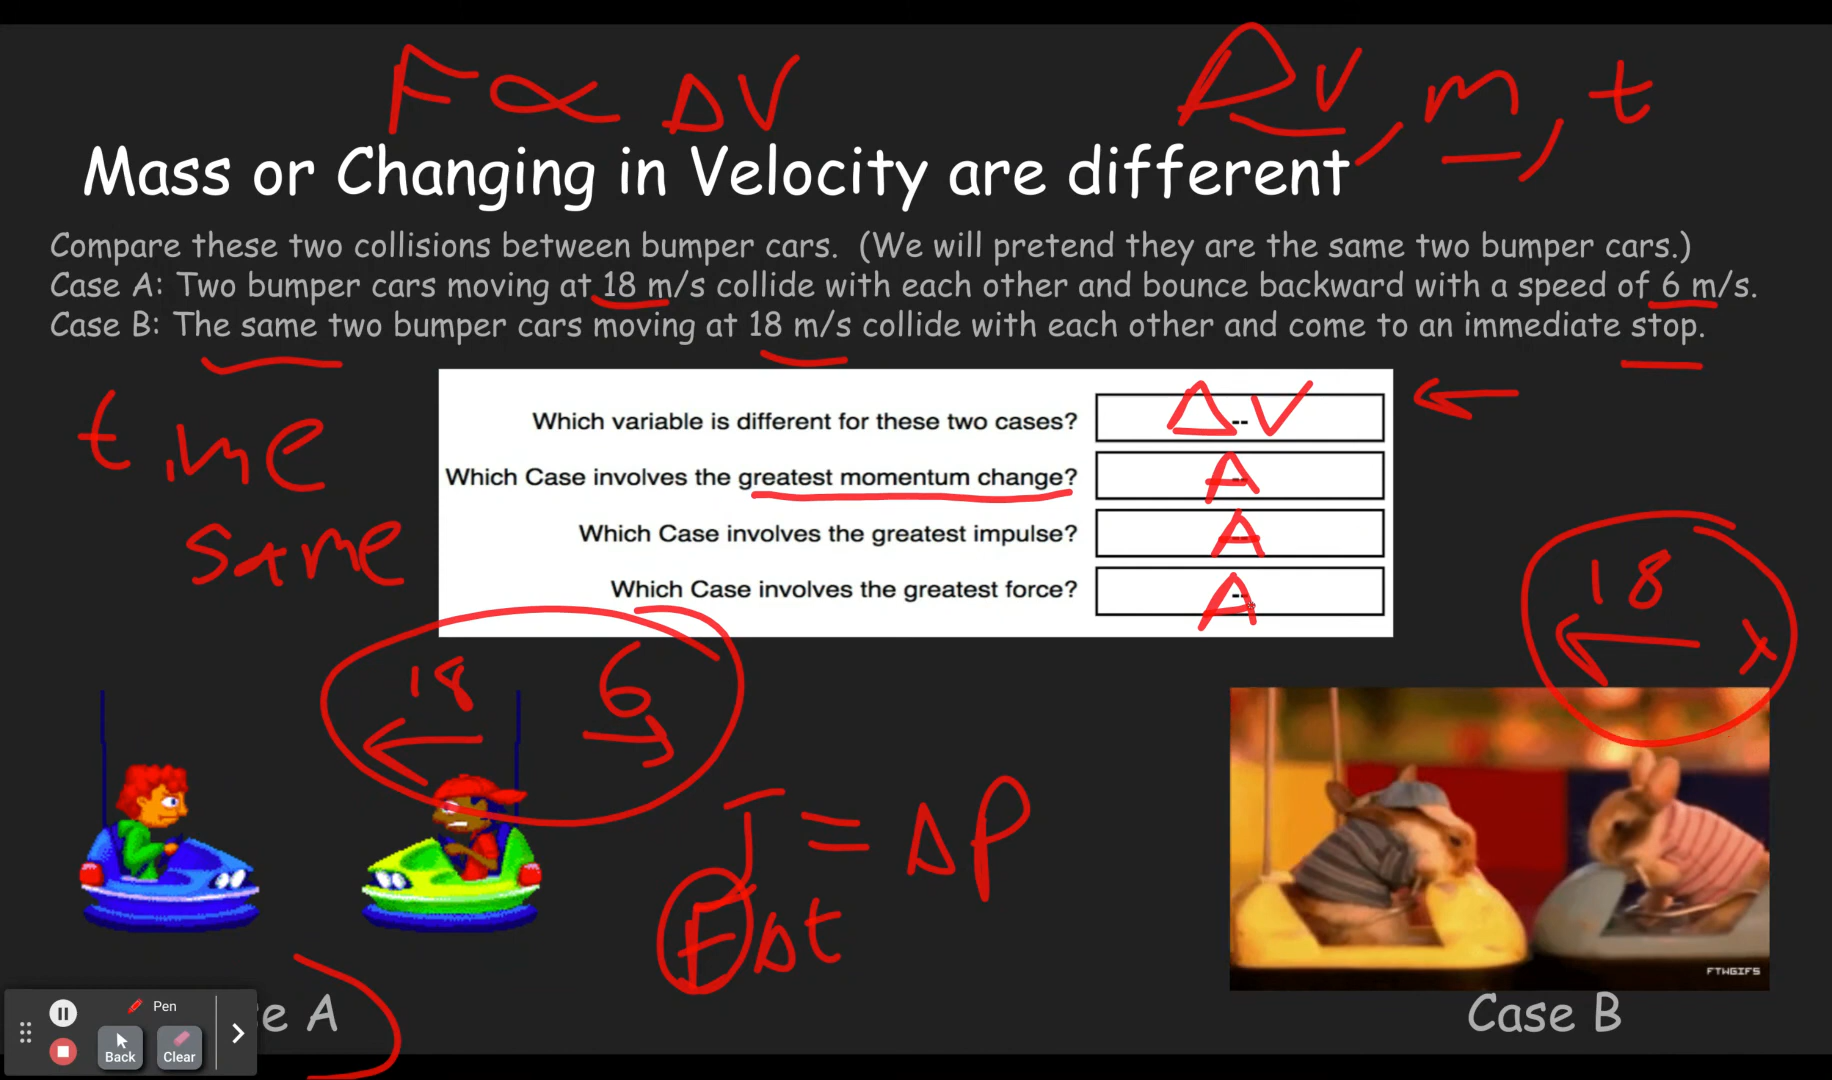 F ∝ ΔV
ΔV, m, t
Mass or Changing in Velocity are different
Compare these two collisions between bumper cars. (We will pretend they are the same two bumper cars.)
Case A: Two bumper cars moving at 18 m/s collide with each other and bounce backward with a speed of 6 m/s.
Case B: The same two bumper cars moving at 18 m/s collide with each other and come to an immediate stop.
time
same
Which variable is different for these two cases? -- ΔV
Which Case involves the greatest momentum change? -- A
Which Case involves the greatest impulse? -- A
Which Case involves the greatest force? -- A
18 6
18 x
J = ΔP
FΔt
FTWGIFS
e A
Case B
Pen
Back
Clear